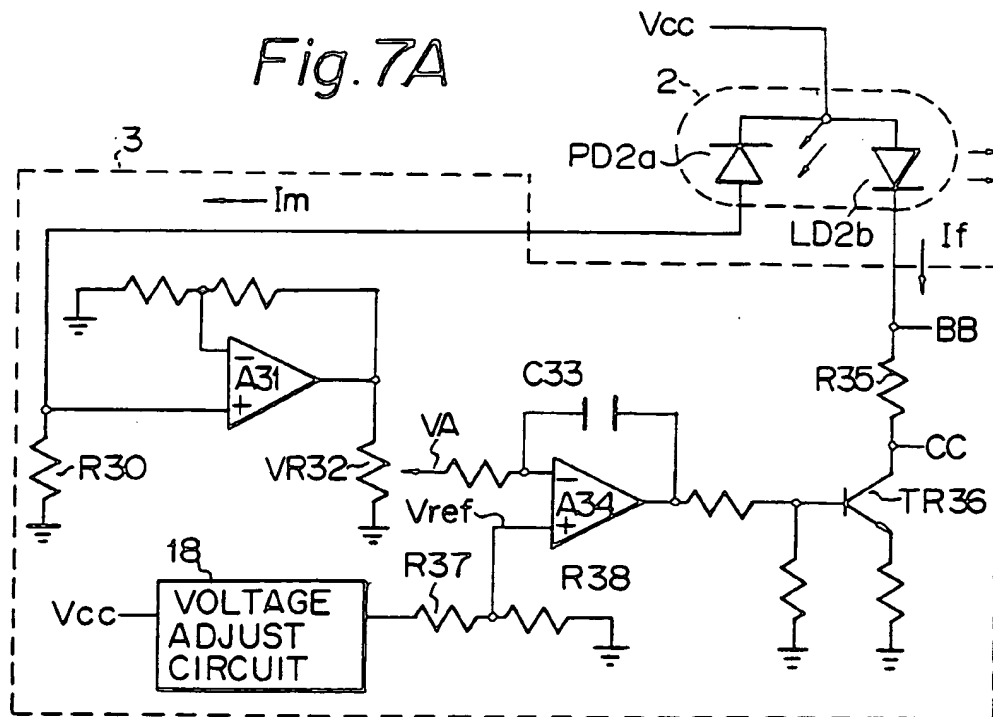 Fig.7A
Vcc
2
PD2a
LD2b
If
3
Im
BB
R35
CC
C33
A31
-
+
R30
VR32
VA
A34
-
+
TR36
Vref
R37
R38
18
Vcc
VOLTAGE
ADJUST
CIRCUIT